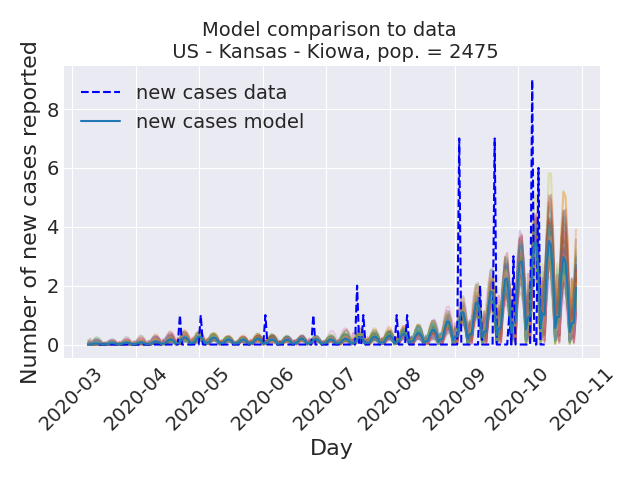 Model comparison to data
US - Kansas - Kiowa, pop. = 2475
new cases data
new cases model
Number of new cases reported
8
6
4
2
0
2020-03
2020-04
2020-05
2020-06
2020-07
2020-08
2020-09
2020-10
2020-11
Day